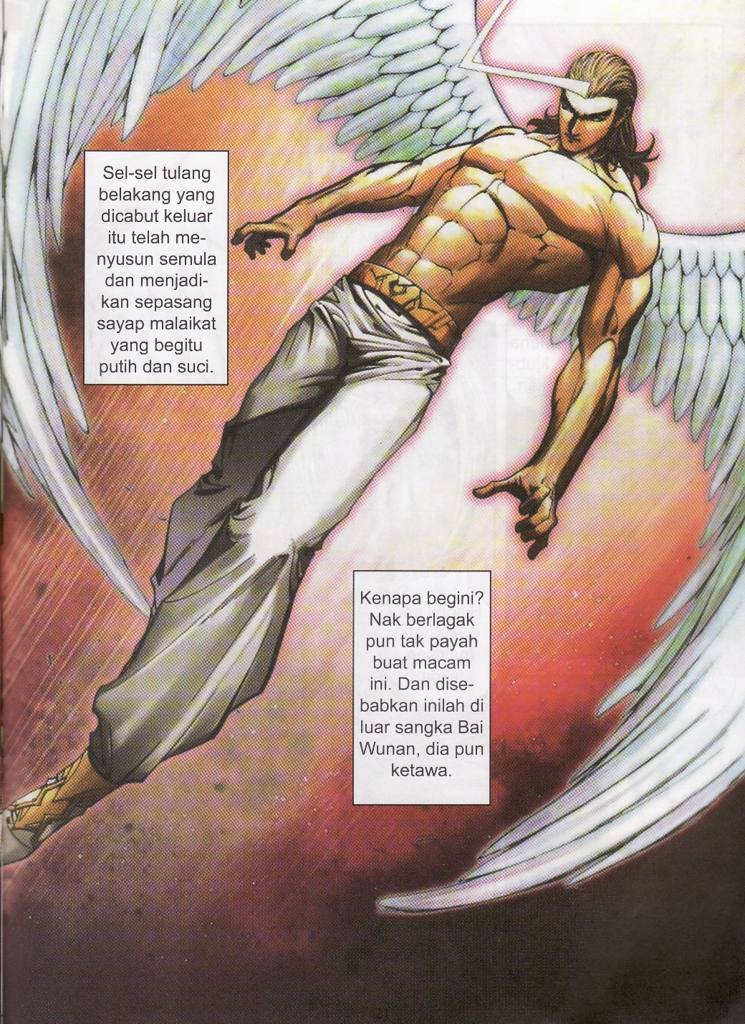 Sel-sel tulang
belakang yang
dicabut keluar
itu telah me-
nyusun semula
dan menjadi-
kan sepasang
sayap malaikat
yang begitu
putih dan suci.
Kenapa begini?
Nak berlagak
pun tak payah
buat macam
ini. Dan dise-
babkan inilah di
luar sangka Bai
Wunan, dia pun
ketawa.
21